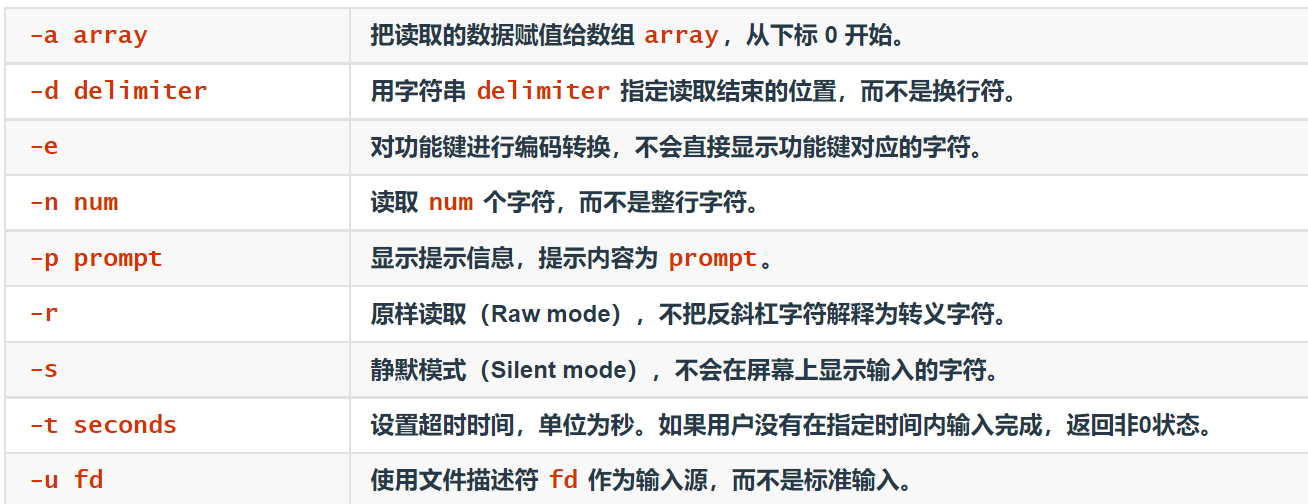 -a array 把读取的数据赋值给数组 array，从下标 0 开始。
-d delimiter 用字符串 delimiter 指定读取结束的位置，而不是换行符。
-e 对功能键进行编码转换，不会直接显示功能键对应的字符。
-n num 读取 num 个字符，而不是整行字符。
-p prompt 显示提示信息，提示内容为 prompt。
-r 原样读取（Raw mode），不把反斜杠字符解释为转义字符。
-s 静默模式（Silent mode），不会在屏幕上显示输入的字符。
-t seconds 设置超时时间，单位为秒。如果用户没有在指定时间内输入完成，返回非0状态。
-u fd 使用文件描述符 fd 作为输入源，而不是标准输入。